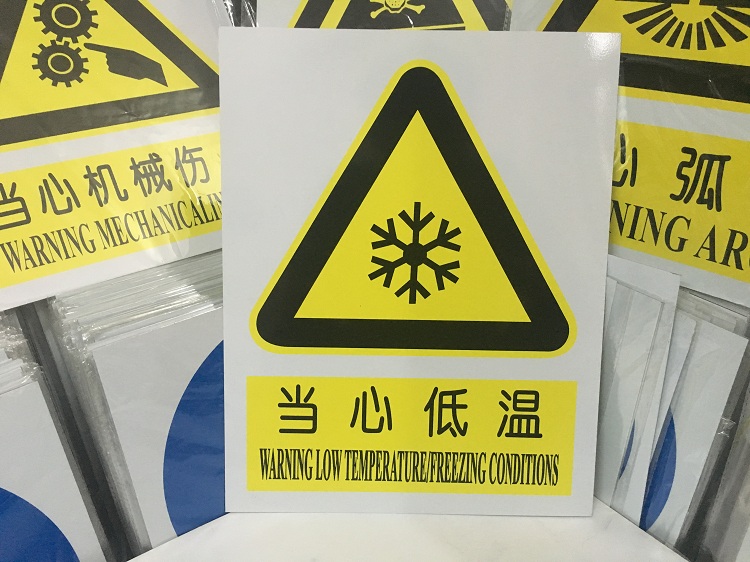 当心机械伤
WARNING MECHANICAL
心 弧
NING ARC
当心低温
WARNING LOW TEMPERATURE/FREEZING CONDITIONS